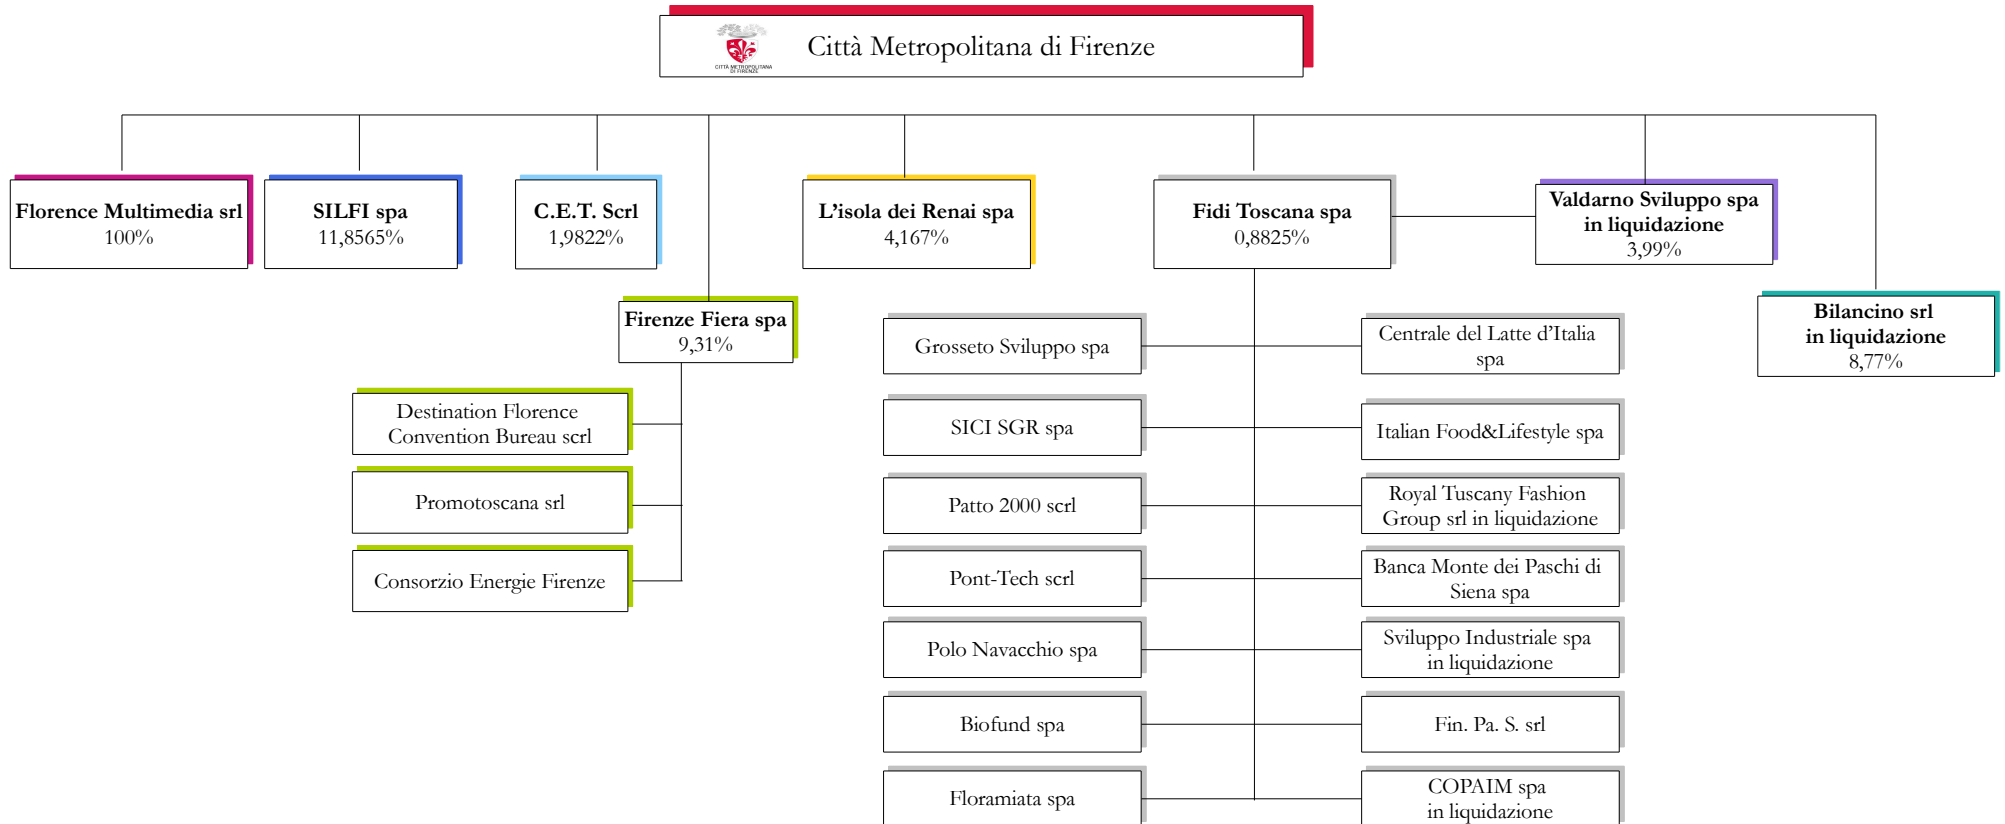 CITTÀ METROPOLITANA
DI FIRENZE
Città Metropolitana di Firenze
Florence Multimedia srl
100%
SILFI spa
11,8565%
C.E.T. Scrl
1,9822%
L'isola dei Renai spa
4,167%
Fidi Toscana spa
0,8825%
Valdarno Sviluppo spa
in liquidazione
3,99%
Firenze Fiera spa
9,31%
Bilancino srl
in liquidazione
8,77%
Destination Florence
Convention Bureau scrl
Promotoscana srl
Consorzio Energie Firenze
Grosseto Sviluppo spa
Centrale del Latte d'Italia
spa
SICI SGR spa
Italian Food&Lifestyle spa
Patto 2000 scrl
Royal Tuscany Fashion
Group srl in liquidazione
Pont-Tech scrl
Banca Monte dei Paschi di
Siena spa
Polo Navacchio spa
Sviluppo Industriale spa
in liquidazione
Biofund spa
Fin. Pa. S. srl
Floramiata spa
COPAIM spa
in liquidazione